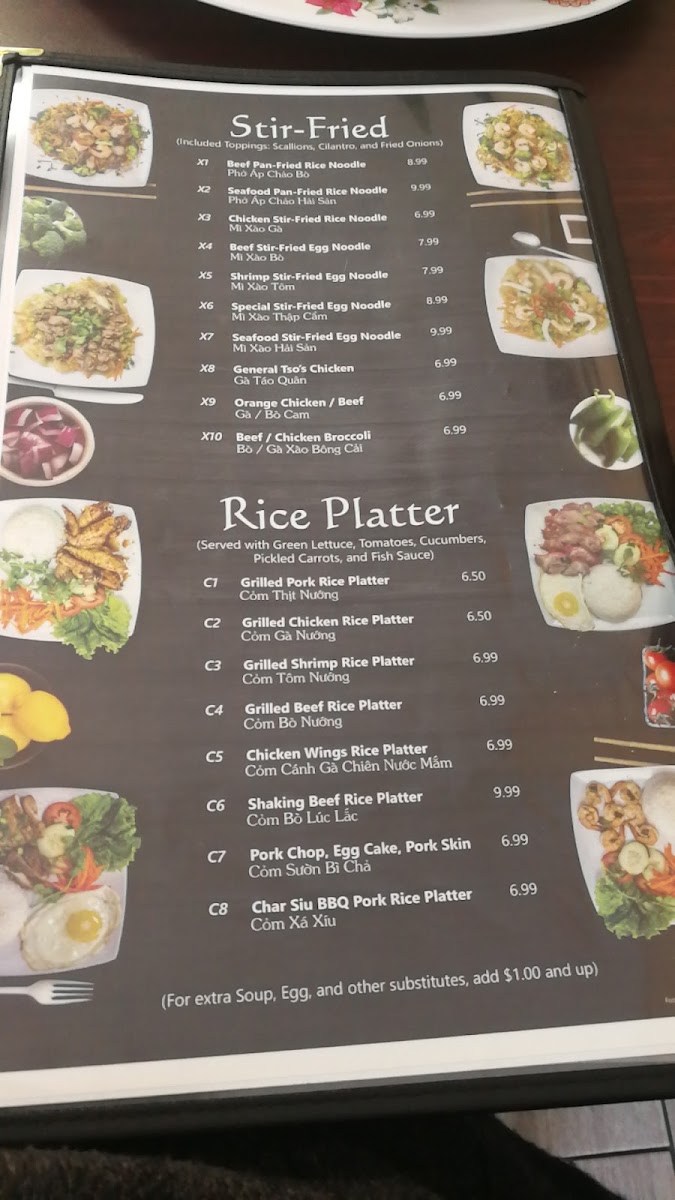 Stir-Fried
(Included Toppings: Scallions, Cilantro, and Fried Onions)
X1 Beef Pan-Fried Rice Noodle 8.99
Phở Áp Chảo Bò
X2 Seafood Pan-Fried Rice Noodle 9.99
Phở Áp Chảo Hải Sản
X3 Chicken Stir-Fried Rice Noodle 6.99
Mì Xào Gà
X4 Beef Stir-Fried Egg Noodle 7.99
Mì Xào Bò
X5 Shrimp Stir-Fried Egg Noodle 7.99
Mì Xào Tôm
X6 Special Stir-Fried Egg Noodle 8.99
Mì Xào Thập Cẩm
X7 Seafood Stir-Fried Egg Noodle 9.99
Mì Xào Hải Sản
X8 General Tso's Chicken 6.99
Gà Táo Quân
X9 Orange Chicken / Beef 6.99
Gà / Bò Cam
X10 Beef / Chicken Broccoli 6.99
Bò / Gà Xào Bông Cải
Rice Platter
(Served with Green Lettuce, Tomatoes, Cucumbers,
Pickled Carrots, and Fish Sauce)
C1 Grilled Pork Rice Platter 6.50
Cỏm Thịt Nướng
C2 Grilled Chicken Rice Platter 6.50
Cỏm Gà Nướng
C3 Grilled Shrimp Rice Platter 6.99
Cỏm Tôm Nướng
C4 Grilled Beef Rice Platter 6.99
Cỏm Bò Nướng
C5 Chicken Wings Rice Platter 6.99
Cỏm Cánh Gà Chiên Nước Mắm
C6 Shaking Beef Rice Platter 9.99
Cỏm Bò Lúc Lắc
C7 Pork Chop, Egg Cake, Pork Skin 6.99
Cỏm Sườn Bì Chả
C8 Char Siu BBQ Pork Rice Platter 6.99
Cỏm Xá Xíu
(For extra Soup, Egg, and other substitutes, add $1.00 and up)